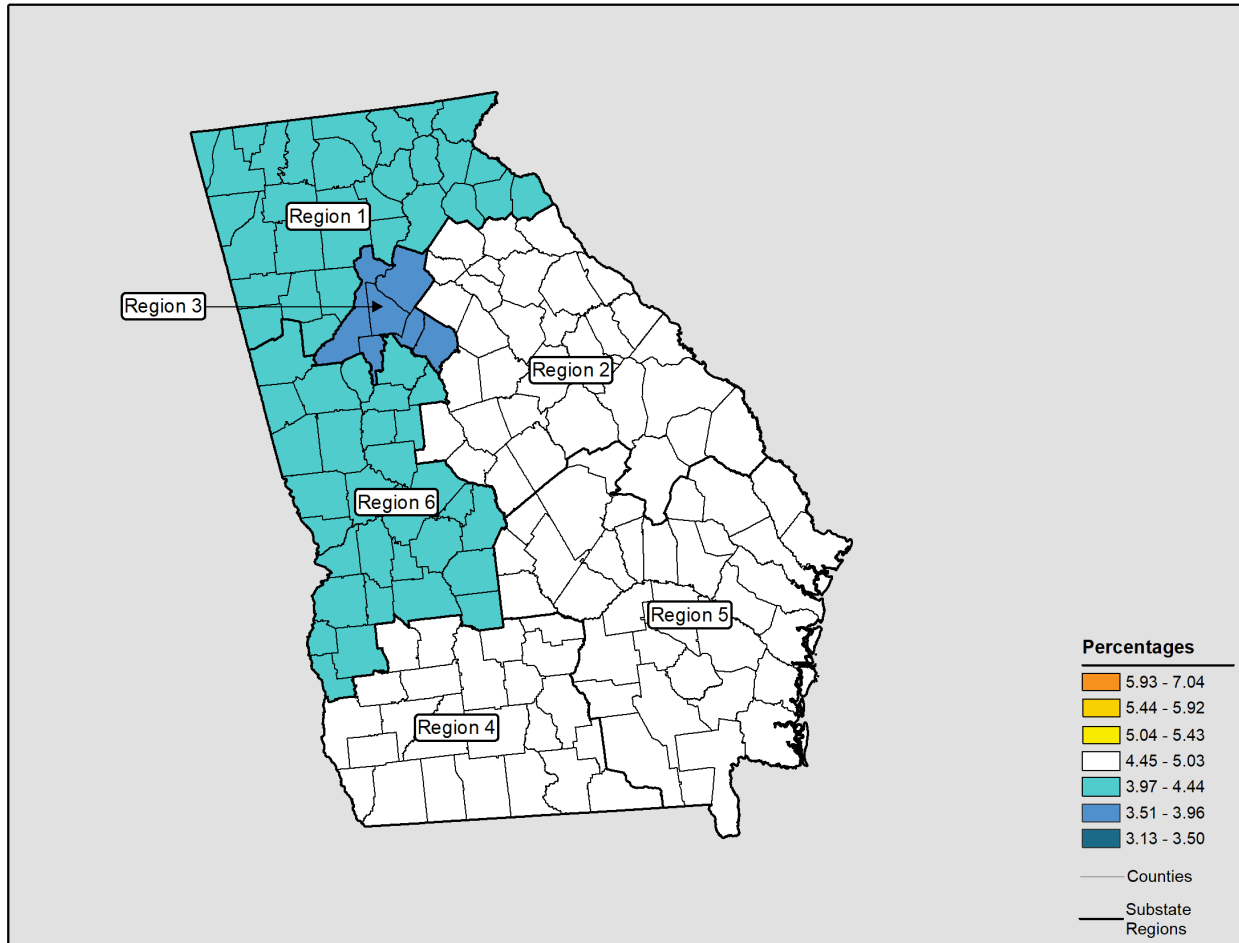 Region 1
Region 3
Region 2
Region 6
Region 5
Region 4
Percentages
5.93 - 7.04
5.44 - 5.92
5.04 - 5.43
4.45 - 5.03
3.97 - 4.44
3.51 - 3.96
3.13 - 3.50
Counties
Substate
Regions